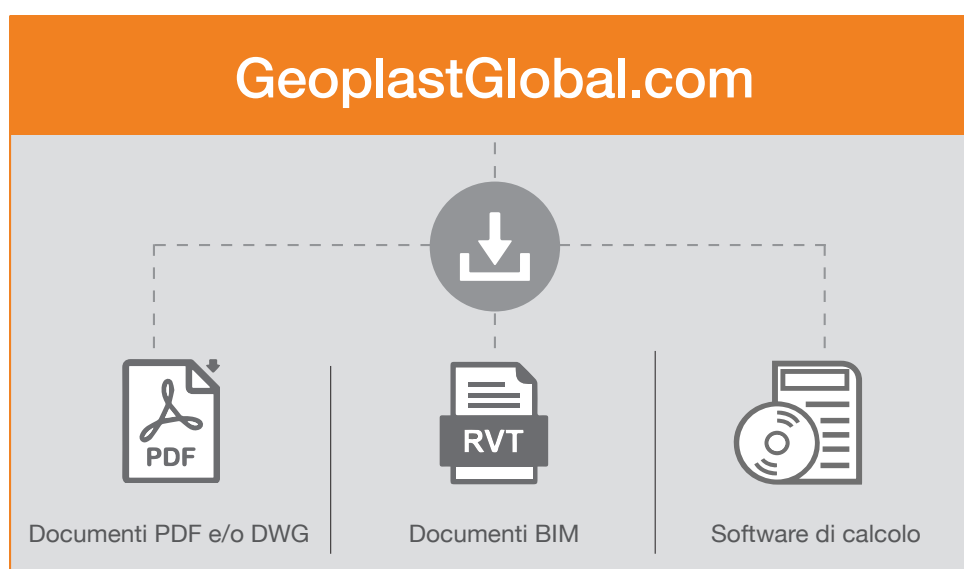 GeoplastGlobal.com
PDF
RVT
Documenti PDF e/o DWG
Documenti BIM
Software di calcolo